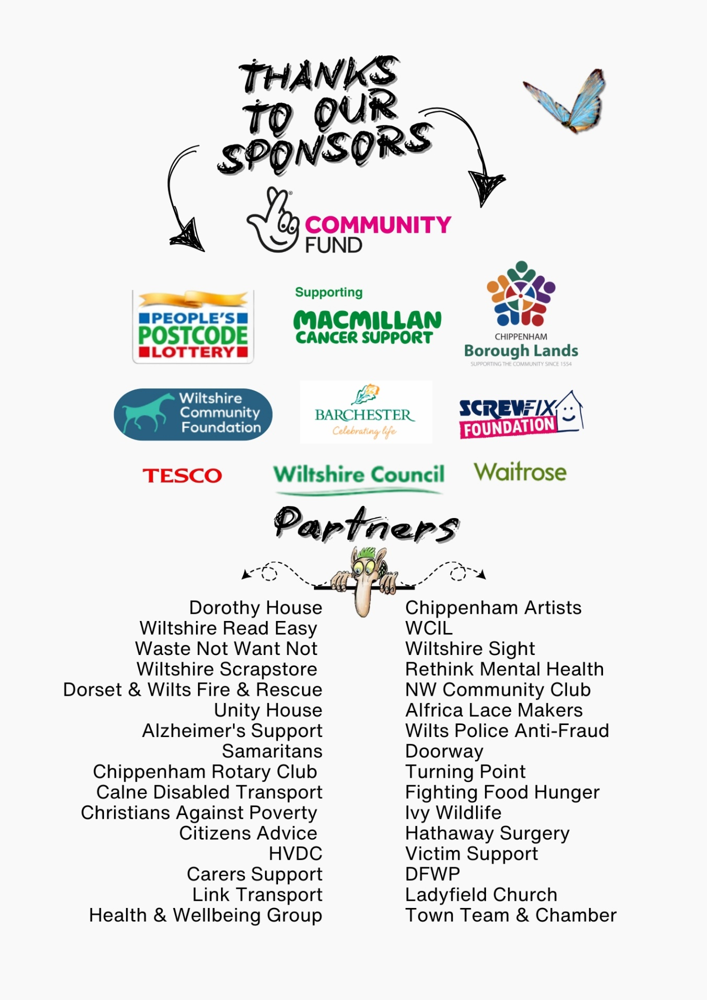 THANKS
TO OUR
SPONSORS
®
COMMUNITY
FUND
PEOPLE'S
POSTCODE
LOTTERY
Supporting
MACMILLAN
CANCER SUPPORT
CHIPPENHAM
Borough Lands
SUPPORTING THE COMMUNITY SINCE 1554
Wiltshire
Community
Foundation
BARCHESTER
Celebrating life
SCREWFIX
FOUNDATION
TESCO
Wiltshire Council
Waitrose
Partners
Dorothy House
Wiltshire Read Easy
Waste Not Want Not
Wiltshire Scrapstore
Dorset & Wilts Fire & Rescue
Unity House
Alzheimer's Support
Samaritans
Chippenham Rotary Club
Calne Disabled Transport
Christians Against Poverty
Citizens Advice
HVDC
Carers Support
Link Transport
Health & Wellbeing Group
Chippenham Artists
WCIL
Wiltshire Sight
Rethink Mental Health
NW Community Club
Alfrica Lace Makers
Wilts Police Anti-Fraud
Doorway
Turning Point
Fighting Food Hunger
Ivy Wildlife
Hathaway Surgery
Victim Support
DFWP
Ladyfield Church
Town Team & Chamber